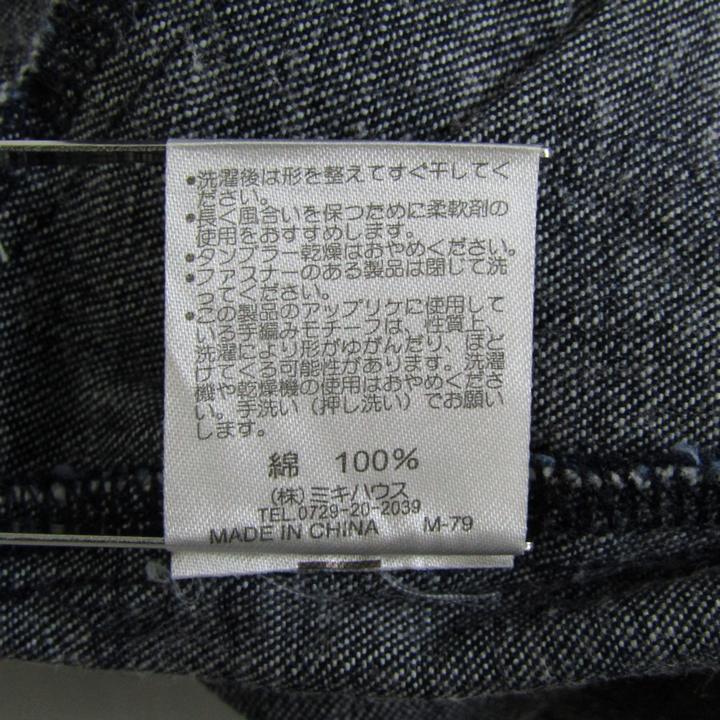 •洗濯後は形を整えてすぐ干してく
ださい。
•長く風合いを保つために柔軟剤の
使用をおすすめします。
•タンブラー乾燥はおやめください。
•ファスナーのある製品は閉じて洗
ってください。
•この製品のアップリケに使用して
いる手編みモチーフは、性質上、
洗濯により形がゆがんだり、ほど
けてくる可能性があります。洗濯
機や乾燥機の使用はおやめくださ
い。手洗い（押し洗い）でお願い
します。
綿 100%
(株)ミキハウス
TEL.0729-20-2039
MADE IN CHINA M-79